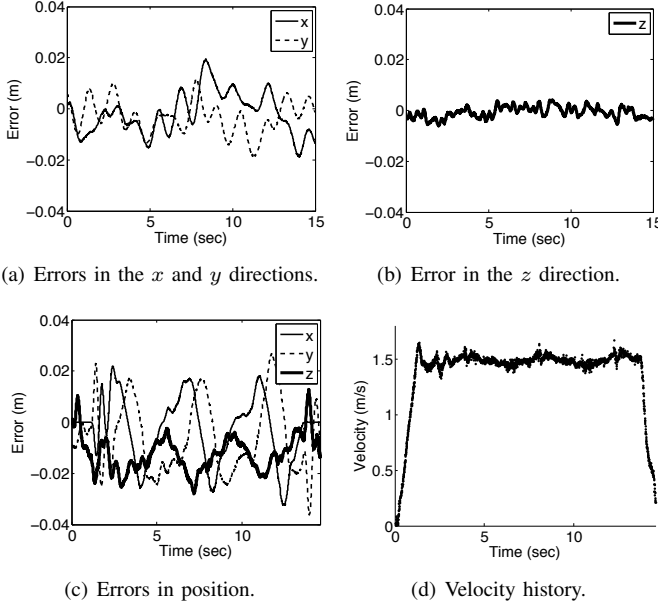 0.04
0.02
0
−0.02
−0.04
Error (m)
0
5
10
15
Time (sec)
x
y
(a) Errors in the x and y directions.
0.04
0.02
0
−0.02
−0.04
Error (m)
0
5
10
15
Time (sec)
z
(b) Error in the z direction.
0.04
0.02
0
−0.02
−0.04
Error (m)
0
5
10
Time (sec)
x
y
z
(c) Errors in position.
1.5
1
0.5
0
Velocity (m/s)
0
5
10
Time (sec)
(d) Velocity history.